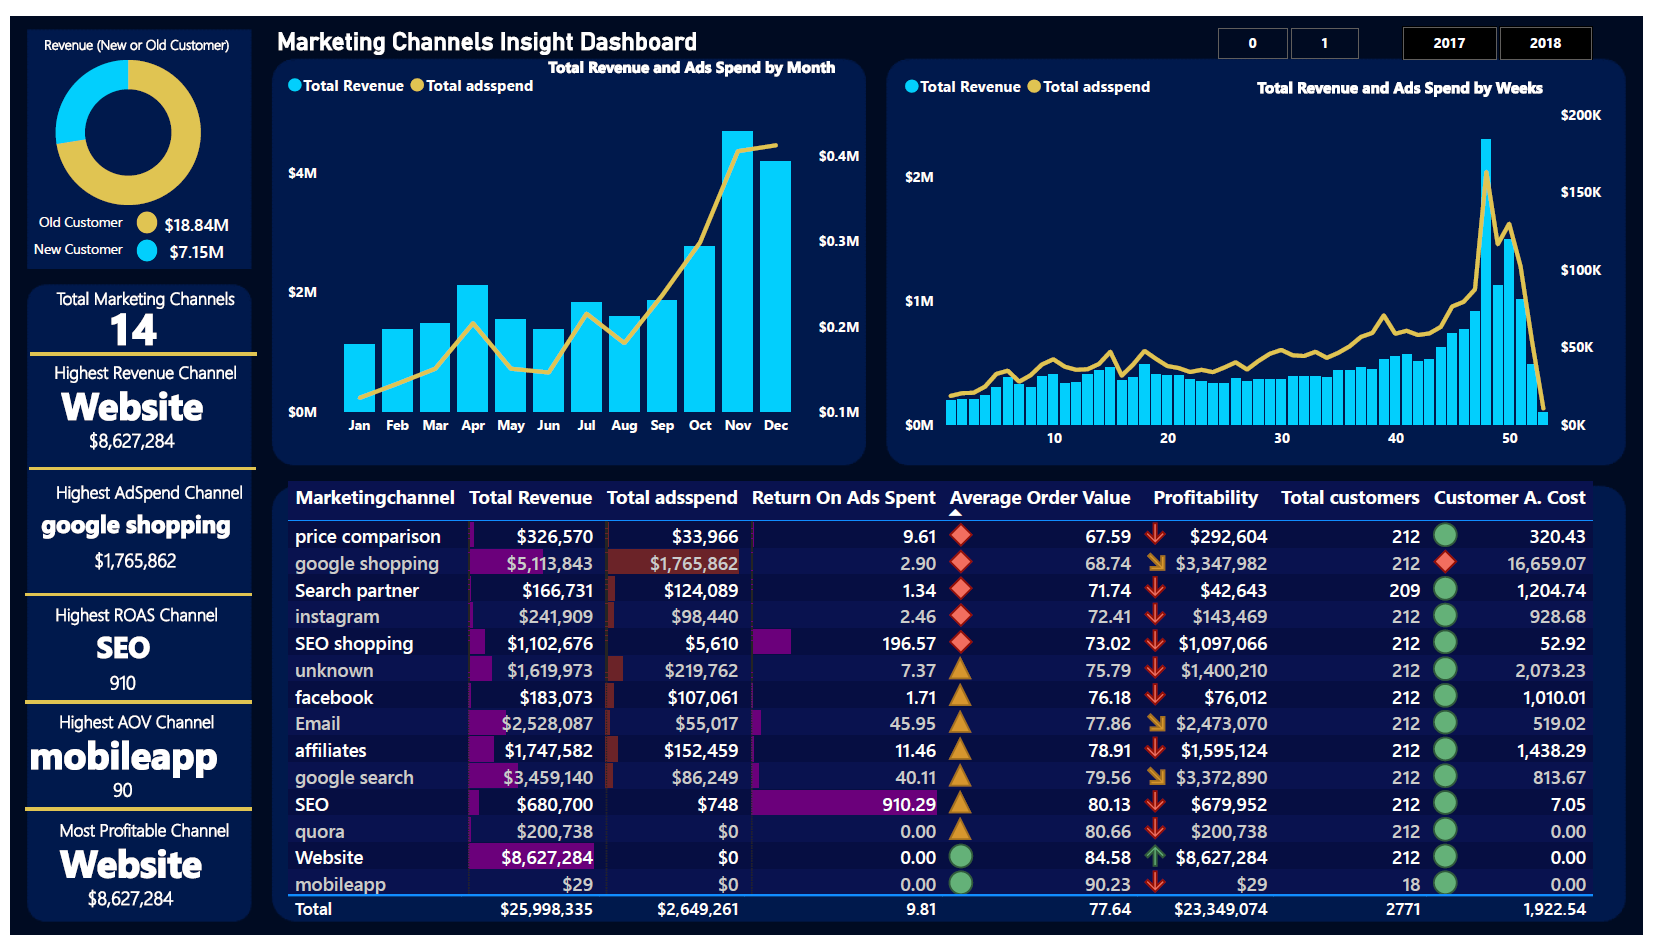 Revenue (New or Old Customer)
Old Customer $18.84M
New Customer $7.15M
Total Marketing Channels
14
Highest Revenue Channel
Website
$8,627,284
Highest AdSpend Channel
google shopping
$1,765,862
Highest ROAS Channel
SEO
910
Highest AOV Channel
mobileapp
90
Most Profitable Channel
Website
$8,627,284
Marketing Channels Insight Dashboard
0 1 2017 2018
Total Revenue and Ads Spend by Month
Total Revenue Total adsspend
$4M
$2M
$0M
$0.4M
$0.3M
$0.2M
$0.1M
Jan Feb Mar Apr May Jun Jul Aug Sep Oct Nov Dec
Total Revenue Total adsspend
Total Revenue and Ads Spend by Weeks
$2M
$1M
$0M
$200K
$150K
$100K
$50K
$0K
10 20 30 40 50
Marketingchannel Total Revenue Total adsspend Return On Ads Spent Average Order Value Profitability Total customers Customer A. Cost
price comparison $326,570 $33,966 9.61 67.59 $292,604 212 320.43
google shopping $5,113,843 $1,765,862 2.90 68.74 $3,347,982 212 16,659.07
Search partner $166,731 $124,089 1.34 71.74 $42,643 209 1,204.74
instagram $241,909 $98,440 2.46 72.41 $143,469 212 928.68
SEO shopping $1,102,676 $5,610 196.57 73.02 $1,097,066 212 52.92
unknown $1,619,973 $219,762 7.37 75.79 $1,400,210 212 2,073.23
facebook $183,073 $107,061 1.71 76.18 $76,012 212 1,010.01
Email $2,528,087 $55,017 45.95 77.86 $2,473,070 212 519.02
affiliates $1,747,582 $152,459 11.46 78.91 $1,595,124 212 1,438.29
google search $3,459,140 $86,249 40.11 79.56 $3,372,890 212 813.67
SEO $680,700 $748 910.29 80.13 $679,952 212 7.05
quora $200,738 $0 0.00 80.66 $200,738 212 0.00
Website $8,627,284 $0 0.00 84.58 $8,627,284 212 0.00
mobileapp $29 $0 0.00 90.23 $29 18 0.00
Total $25,998,335 $2,649,261 9.81 77.64 $23,349,074 2771 1,922.54